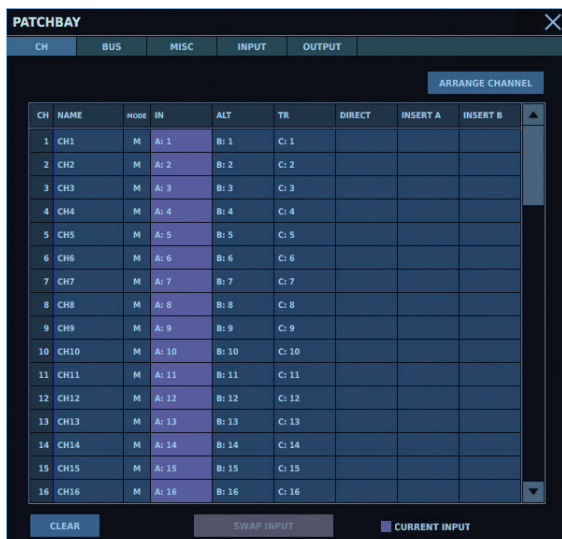 PATCHBAY
CH BUS MISC INPUT OUTPUT
ARRANGE CHANNEL
CH NAME MODE IN ALT TR DIRECT INSERT A INSERT B
1 CH1 M A: 1 B: 1 C: 1
2 CH2 M A: 2 B: 2 C: 2
3 CH3 M A: 3 B: 3 C: 3
4 CH4 M A: 4 B: 4 C: 4
5 CH5 M A: 5 B: 5 C: 5
6 CH6 M A: 6 B: 6 C: 6
7 CH7 M A: 7 B: 7 C: 7
8 CH8 M A: 8 B: 8 C: 8
9 CH9 M A: 9 B: 9 C: 9
10 CH10 M A: 10 B: 10 C: 10
11 CH11 M A: 11 B: 11 C: 11
12 CH12 M A: 12 B: 12 C: 12
13 CH13 M A: 13 B: 13 C: 13
14 CH14 M A: 14 B: 14 C: 14
15 CH15 M A: 15 B: 15 C: 15
16 CH16 M A: 16 B: 16 C: 16
CLEAR SWAP INPUT CURRENT INPUT